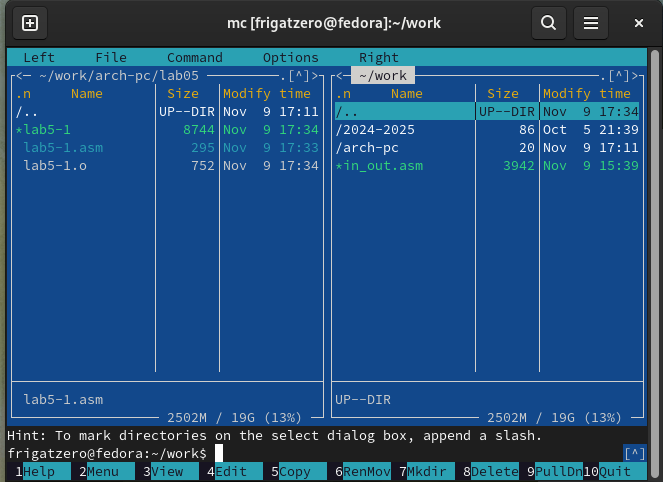 mc [frigatzero@fedora]:~/work
Left File Command Options Right
<— ~/work/arch-pc/lab05 .[^]> <— ~/work .[^]>
.n Name Size Modify time .n Name Size Modify time
/.. UP--DIR Nov 9 17:11 /.. UP--DIR Nov 9 17:34
*lab5-1 8744 Nov 9 17:34 /2024-2025 86 Oct 5 21:39
lab5-1.asm 295 Nov 9 17:33 /arch-pc 20 Nov 9 17:11
lab5-1.o 752 Nov 9 17:34 *in_out.asm 3942 Nov 9 15:39
lab5-1.asm UP--DIR
2502M / 19G (13%) 2502M / 19G (13%)
Hint: To mark directories on the select dialog box, append a slash.
frigatzero@fedora:~/work$ [^]
1Help 2Menu 3View 4Edit 5Copy 6RenMov 7Mkdir 8Delete 9PullDn 10Quit